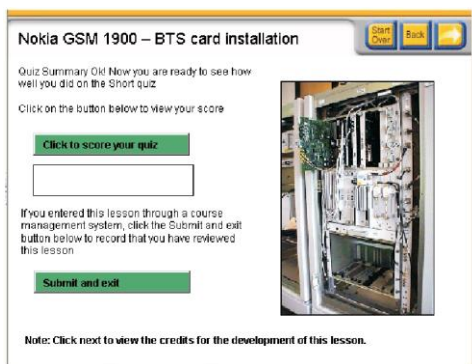 Nokia GSM 1900 – BTS card installation
Start
Over
Back
Quiz Summary Ok! Now you are ready to see how
well you did on the Short quiz
Click on the button below to view your score
Click to score your quiz
If you entered this lesson through a course
management system, click the Submit and exit
button below to record that you have reviewed
this lesson
Submit and exit
Note: Click next to view the credits for the development of this lesson.